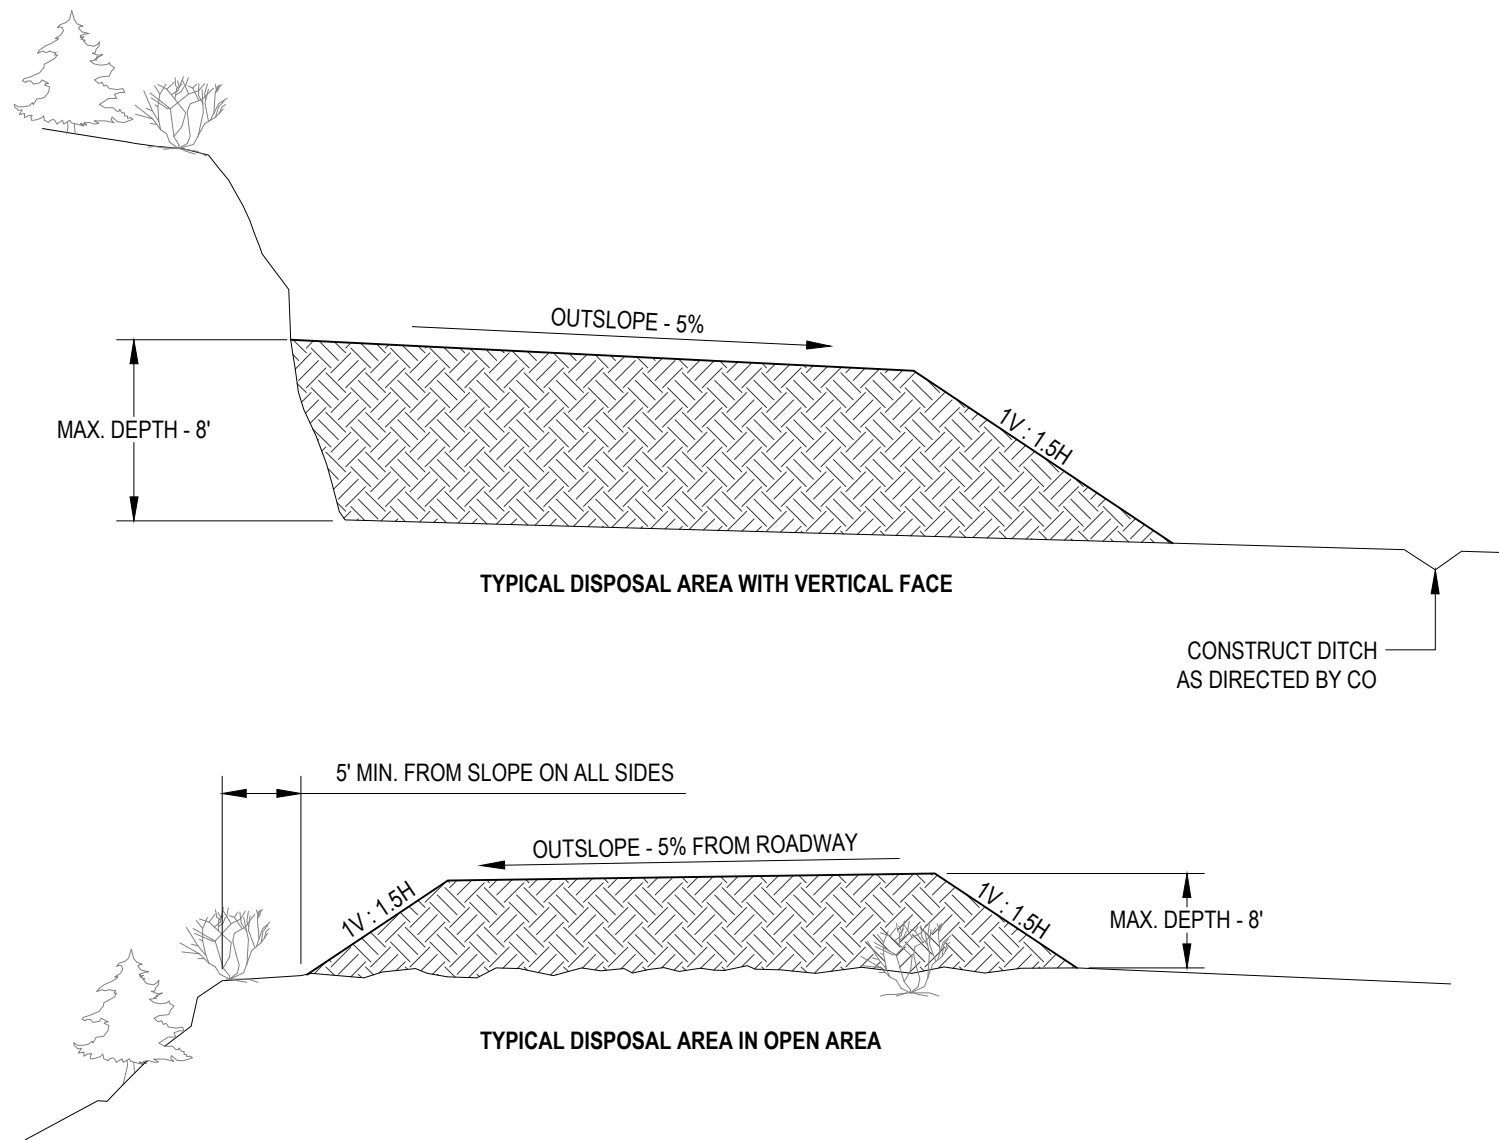 OUTSLOPE - 5%
MAX. DEPTH - 8'
1V : 1.5H
TYPICAL DISPOSAL AREA WITH VERTICAL FACE
CONSTRUCT DITCH
AS DIRECTED BY CO
5' MIN. FROM SLOPE ON ALL SIDES
OUTSLOPE - 5% FROM ROADWAY
1V : 1.5H
1V : 1.5H
MAX. DEPTH - 8'
TYPICAL DISPOSAL AREA IN OPEN AREA